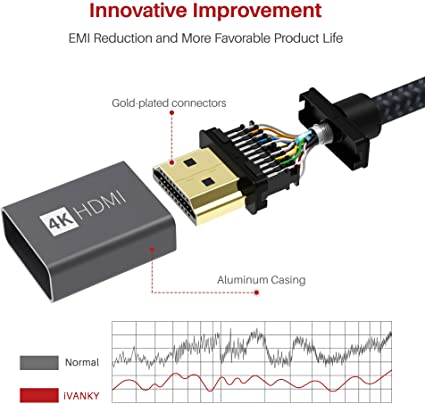 Innovative Improvement
EMI Reduction and More Favorable Product Life
Gold-plated connectors
4K HDMI
Aluminum Casing
Normal
iVANKY